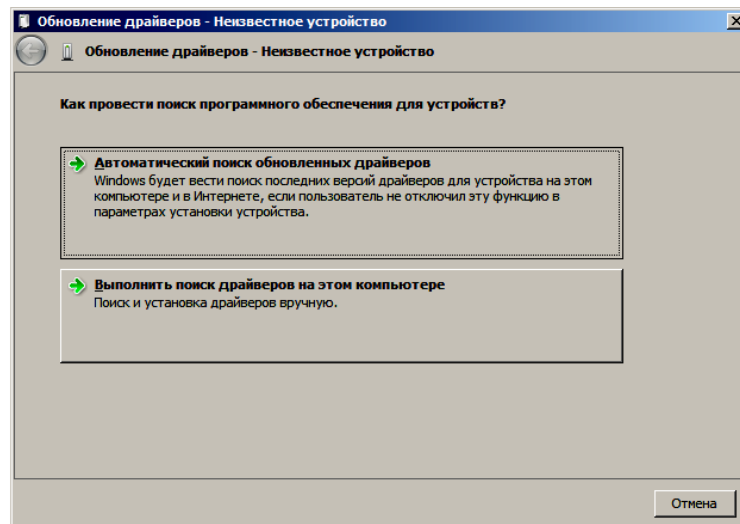 Обновление драйверов - Неизвестное устройство
Обновление драйверов - Неизвестное устройство
Как провести поиск программного обеспечения для устройств?
Автоматический поиск обновленных драйверов
Windows будет вести поиск последних версий драйверов для устройства на этом
компьютере и в Интернете, если пользователь не отключил эту функцию в
параметрах установки устройства.
Выполнить поиск драйверов на этом компьютере
Поиск и установка драйверов вручную.
Отмена